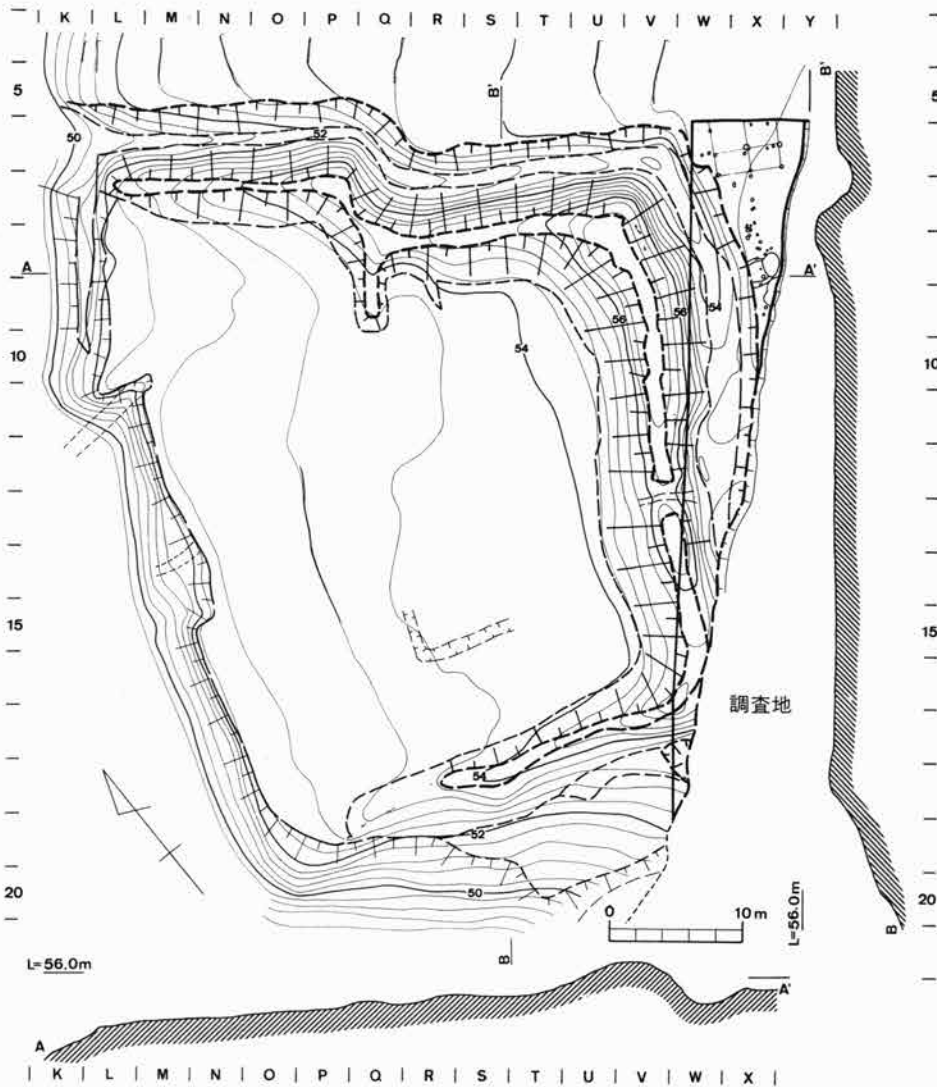 K L M N O P Q R S T U V W X Y
5 5
B' B'
50 52
A A'
56 56 54
54
10 10
15 15
調査地
54
52
50
20 20
0 10m
L=56.0m
B B
L=56.0m
A A'
K L M N O P Q R S T U V W X